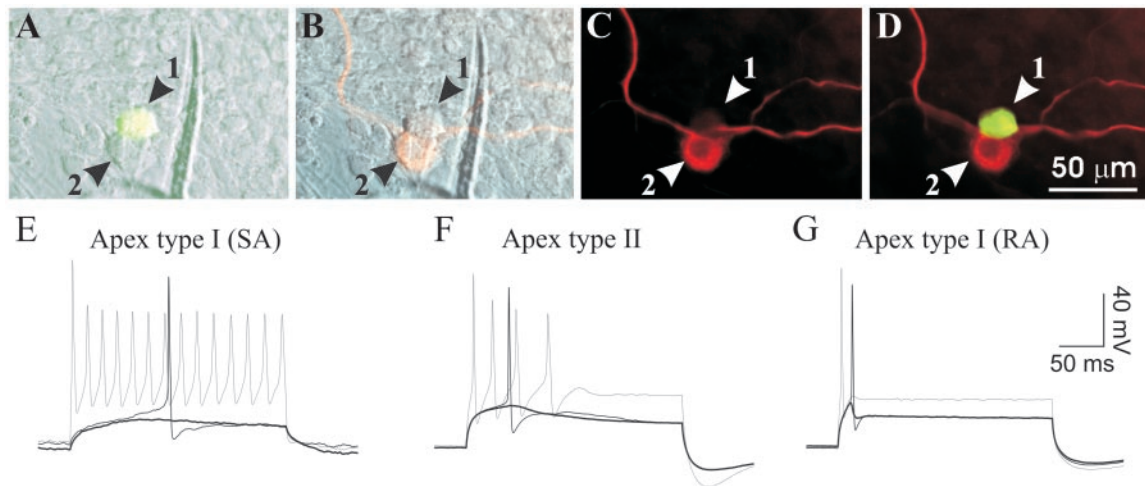 A
1
2
B
1
2
C
1
2
D
1
2
50 μm
E
Apex type I (SA)
F
Apex type II
G
Apex type I (RA)
40 mV
50 ms